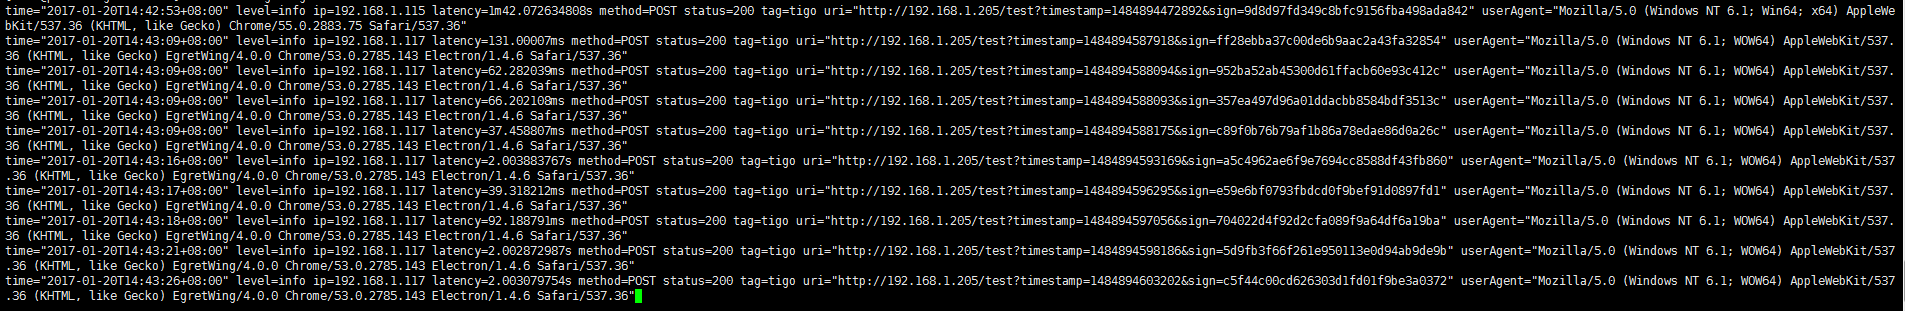 time="2017-01-20T14:42:53+08:00" level=info ip=192.168.1.115 latency=1m42.072634808s method=POST status=200 tag=tigo uri="http://192.168.1.205/test?timestamp=1484894472892&sign=9d8d97fd349c8bfc9156fba498ada842" userAgent="Mozilla/5.0 (Windows NT 6.1; Win64; x64) AppleWe
bKit/537.36 (KHTML, like Gecko) Chrome/55.0.2883.75 Safari/537.36"
time="2017-01-20T14:43:09+08:00" level=info ip=192.168.1.117 latency=131.00007ms method=POST status=200 tag=tigo uri="http://192.168.1.205/test?timestamp=1484894587918&sign=ff28ebba37c00de6b9aac2a43fa32854" userAgent="Mozilla/5.0 (Windows NT 6.1; WOW64) AppleWebKit/537.
36 (KHTML, like Gecko) EgretWing/4.0.0 Chrome/53.0.2785.143 Electron/1.4.6 Safari/537.36"
time="2017-01-20T14:43:09+08:00" level=info ip=192.168.1.117 latency=62.282039ms method=POST status=200 tag=tigo uri="http://192.168.1.205/test?timestamp=1484894588094&sign=952ba52ab45300d61ffacb60e93c412c" userAgent="Mozilla/5.0 (Windows NT 6.1; WOW64) AppleWebKit/537.
36 (KHTML, like Gecko) EgretWing/4.0.0 Chrome/53.0.2785.143 Electron/1.4.6 Safari/537.36"
time="2017-01-20T14:43:09+08:00" level=info ip=192.168.1.117 latency=66.202108ms method=POST status=200 tag=tigo uri="http://192.168.1.205/test?timestamp=1484894588093&sign=357ea497d96a01ddacbb8584bdf3513c" userAgent="Mozilla/5.0 (Windows NT 6.1; WOW64) AppleWebKit/537.
36 (KHTML, like Gecko) EgretWing/4.0.0 Chrome/53.0.2785.143 Electron/1.4.6 Safari/537.36"
time="2017-01-20T14:43:09+08:00" level=info ip=192.168.1.117 latency=37.458807ms method=POST status=200 tag=tigo uri="http://192.168.1.205/test?timestamp=1484894588175&sign=c89f0b76b79af1b86a78edae86d0a26c" userAgent="Mozilla/5.0 (Windows NT 6.1; WOW64) AppleWebKit/537.
36 (KHTML, like Gecko) EgretWing/4.0.0 Chrome/53.0.2785.143 Electron/1.4.6 Safari/537.36"
time="2017-01-20T14:43:16+08:00" level=info ip=192.168.1.117 latency=2.003883767s method=POST status=200 tag=tigo uri="http://192.168.1.205/test?timestamp=1484894593169&sign=a5c4962ae6f9e7694cc8588df43fb860" userAgent="Mozilla/5.0 (Windows NT 6.1; WOW64) AppleWebKit/537
.36 (KHTML, like Gecko) EgretWing/4.0.0 Chrome/53.0.2785.143 Electron/1.4.6 Safari/537.36"
time="2017-01-20T14:43:17+08:00" level=info ip=192.168.1.117 latency=39.318212ms method=POST status=200 tag=tigo uri="http://192.168.1.205/test?timestamp=1484894596295&sign=e59e6bf0793fbdcd0f9bef91d0897fd1" userAgent="Mozilla/5.0 (Windows NT 6.1; WOW64) AppleWebKit/537.
36 (KHTML, like Gecko) EgretWing/4.0.0 Chrome/53.0.2785.143 Electron/1.4.6 Safari/537.36"
time="2017-01-20T14:43:18+08:00" level=info ip=192.168.1.117 latency=92.188791ms method=POST status=200 tag=tigo uri="http://192.168.1.205/test?timestamp=1484894597056&sign=704022d4f92d2cfa089f9a64df6a19ba" userAgent="Mozilla/5.0 (Windows NT 6.1; WOW64) AppleWebKit/537.
36 (KHTML, like Gecko) EgretWing/4.0.0 Chrome/53.0.2785.143 Electron/1.4.6 Safari/537.36"
time="2017-01-20T14:43:21+08:00" level=info ip=192.168.1.117 latency=2.002872987s method=POST status=200 tag=tigo uri="http://192.168.1.205/test?timestamp=1484894598186&sign=5d9fb3f66f261e950113e0d94ab9de9b" userAgent="Mozilla/5.0 (Windows NT 6.1; WOW64) AppleWebKit/537
.36 (KHTML, like Gecko) EgretWing/4.0.0 Chrome/53.0.2785.143 Electron/1.4.6 Safari/537.36"
time="2017-01-20T14:43:26+08:00" level=info ip=192.168.1.117 latency=2.003079754s method=POST status=200 tag=tigo uri="http://192.168.1.205/test?timestamp=1484894603202&sign=c5f44c00cd626303d1fd01f9be3a0372" userAgent="Mozilla/5.0 (Windows NT 6.1; WOW64) AppleWebKit/537
.36 (KHTML, like Gecko) EgretWing/4.0.0 Chrome/53.0.2785.143 Electron/1.4.6 Safari/537.36"